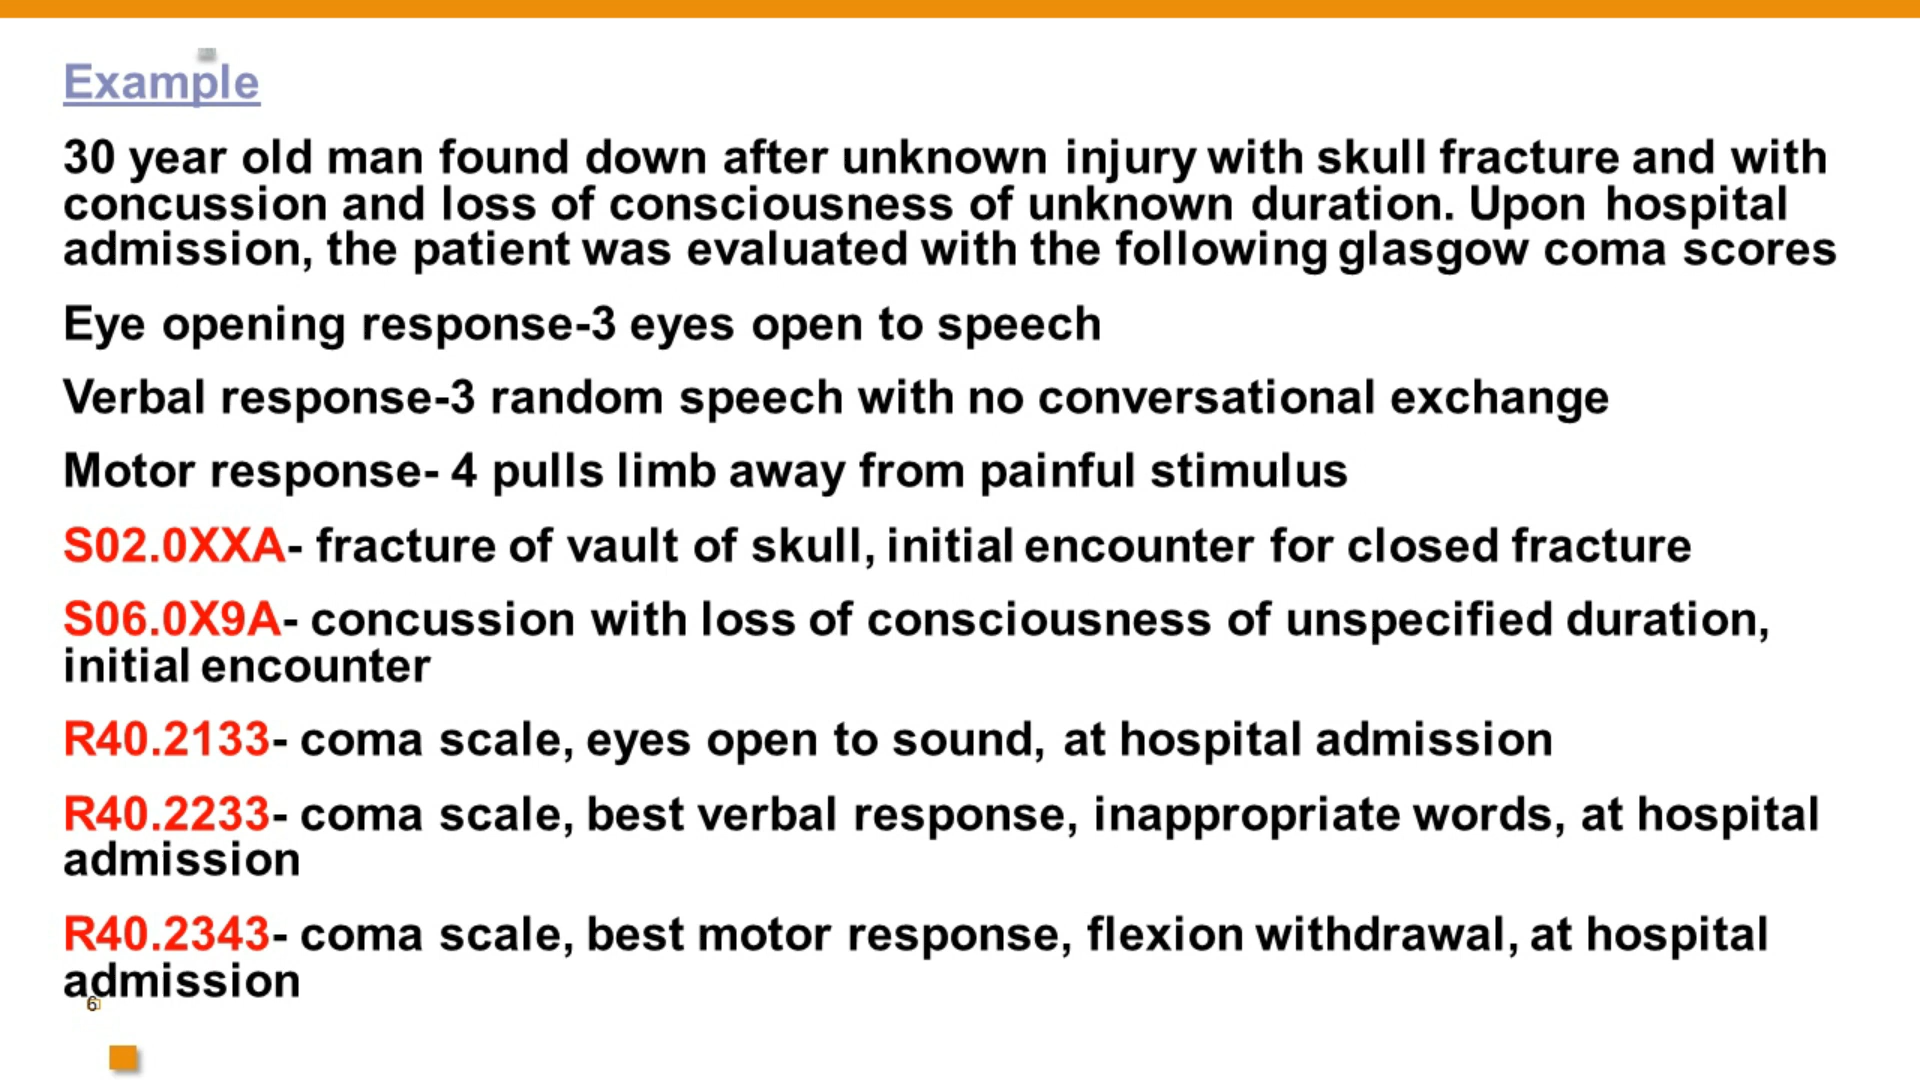 Example
30 year old man found down after unknown injury with skull fracture and with
concussion and loss of consciousness of unknown duration. Upon hospital
admission, the patient was evaluated with the following glasgow coma scores
Eye opening response-3 eyes open to speech
Verbal response-3 random speech with no conversational exchange
Motor response- 4 pulls limb away from painful stimulus
S02.0XXA- fracture of vault of skull, initial encounter for closed fracture
S06.0X9A- concussion with loss of consciousness of unspecified duration,
initial encounter
R40.2133- coma scale, eyes open to sound, at hospital admission
R40.2233- coma scale, best verbal response, inappropriate words, at hospital
admission
R40.2343- coma scale, best motor response, flexion withdrawal, at hospital
admission
6